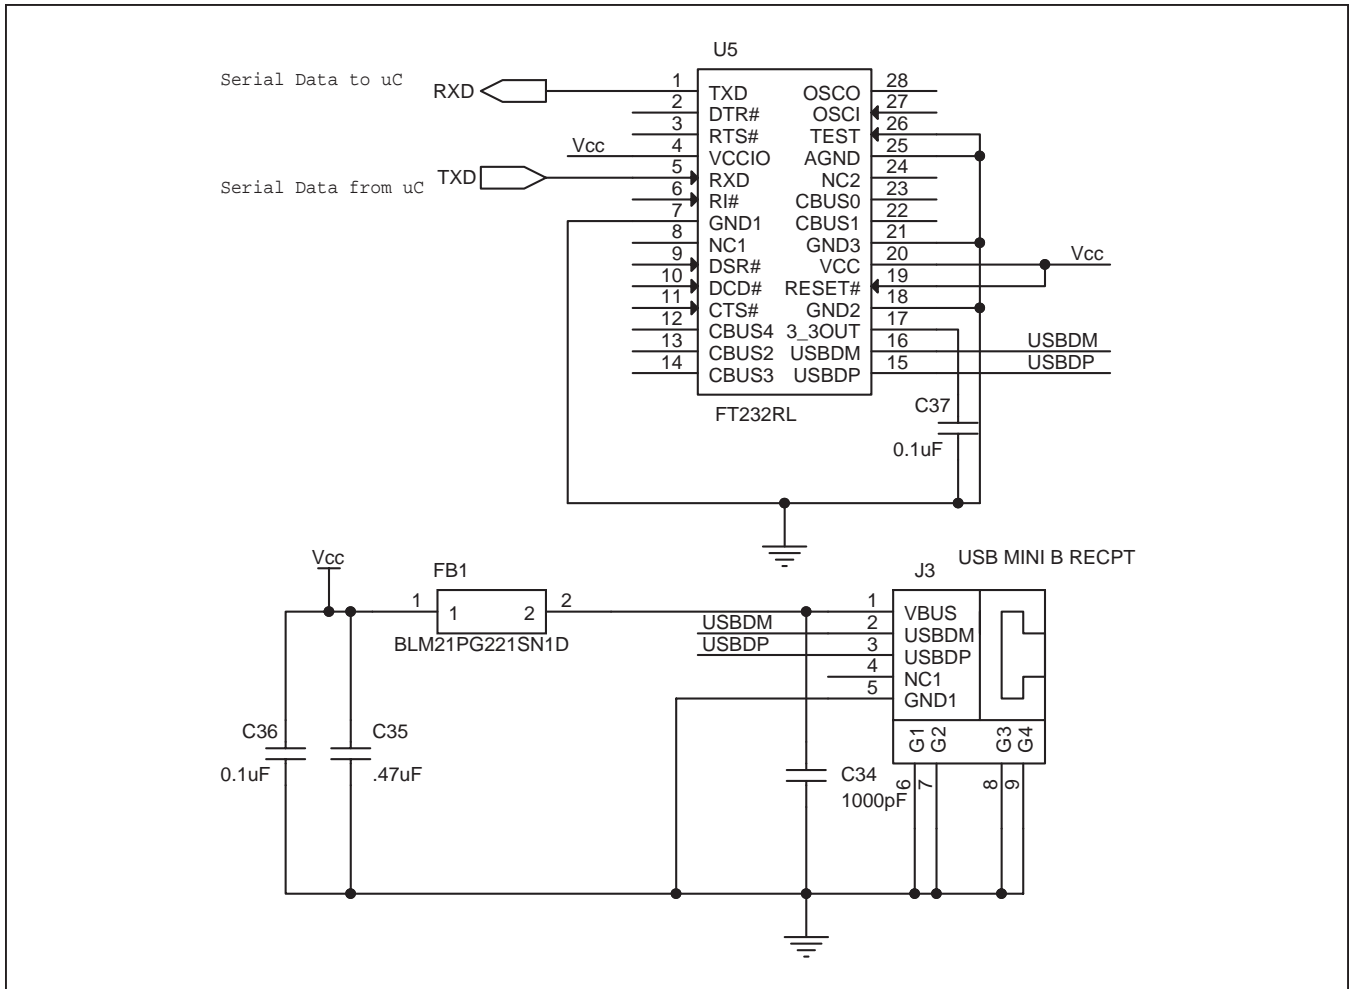 U5
Serial Data to uC
RXD
1 TXD OSCO 28
2 DTR# OSCI 27
3 RTS# TEST 26
Vcc 4 VCCIO AGND 25
Serial Data from uC
TXD 5 RXD NC2 24
6 RI# CBUS0 23
7 GND1 CBUS1 22
8 NC1 GND3 21
9 DSR# VCC 20 Vcc
10 DCD# RESET# 19
11 CTS# GND2 18
12 CBUS4 3_3OUT 17
13 CBUS2 USBDM 16 USBDM
14 CBUS3 USBDP 15 USBDP
FT232RL
C37
0.1uF
USB MINI B RECPT
Vcc
FB1
J3
1 1 2 2
BLM21PG221SN1D
1 VBUS
USBDM 2 USBDM
USBDP 3 USBDP
4 NC1
5 GND1
C36
0.1uF
C35
.47uF
C34
1000pF
G1 G2 G3 G4
6 7 8 9